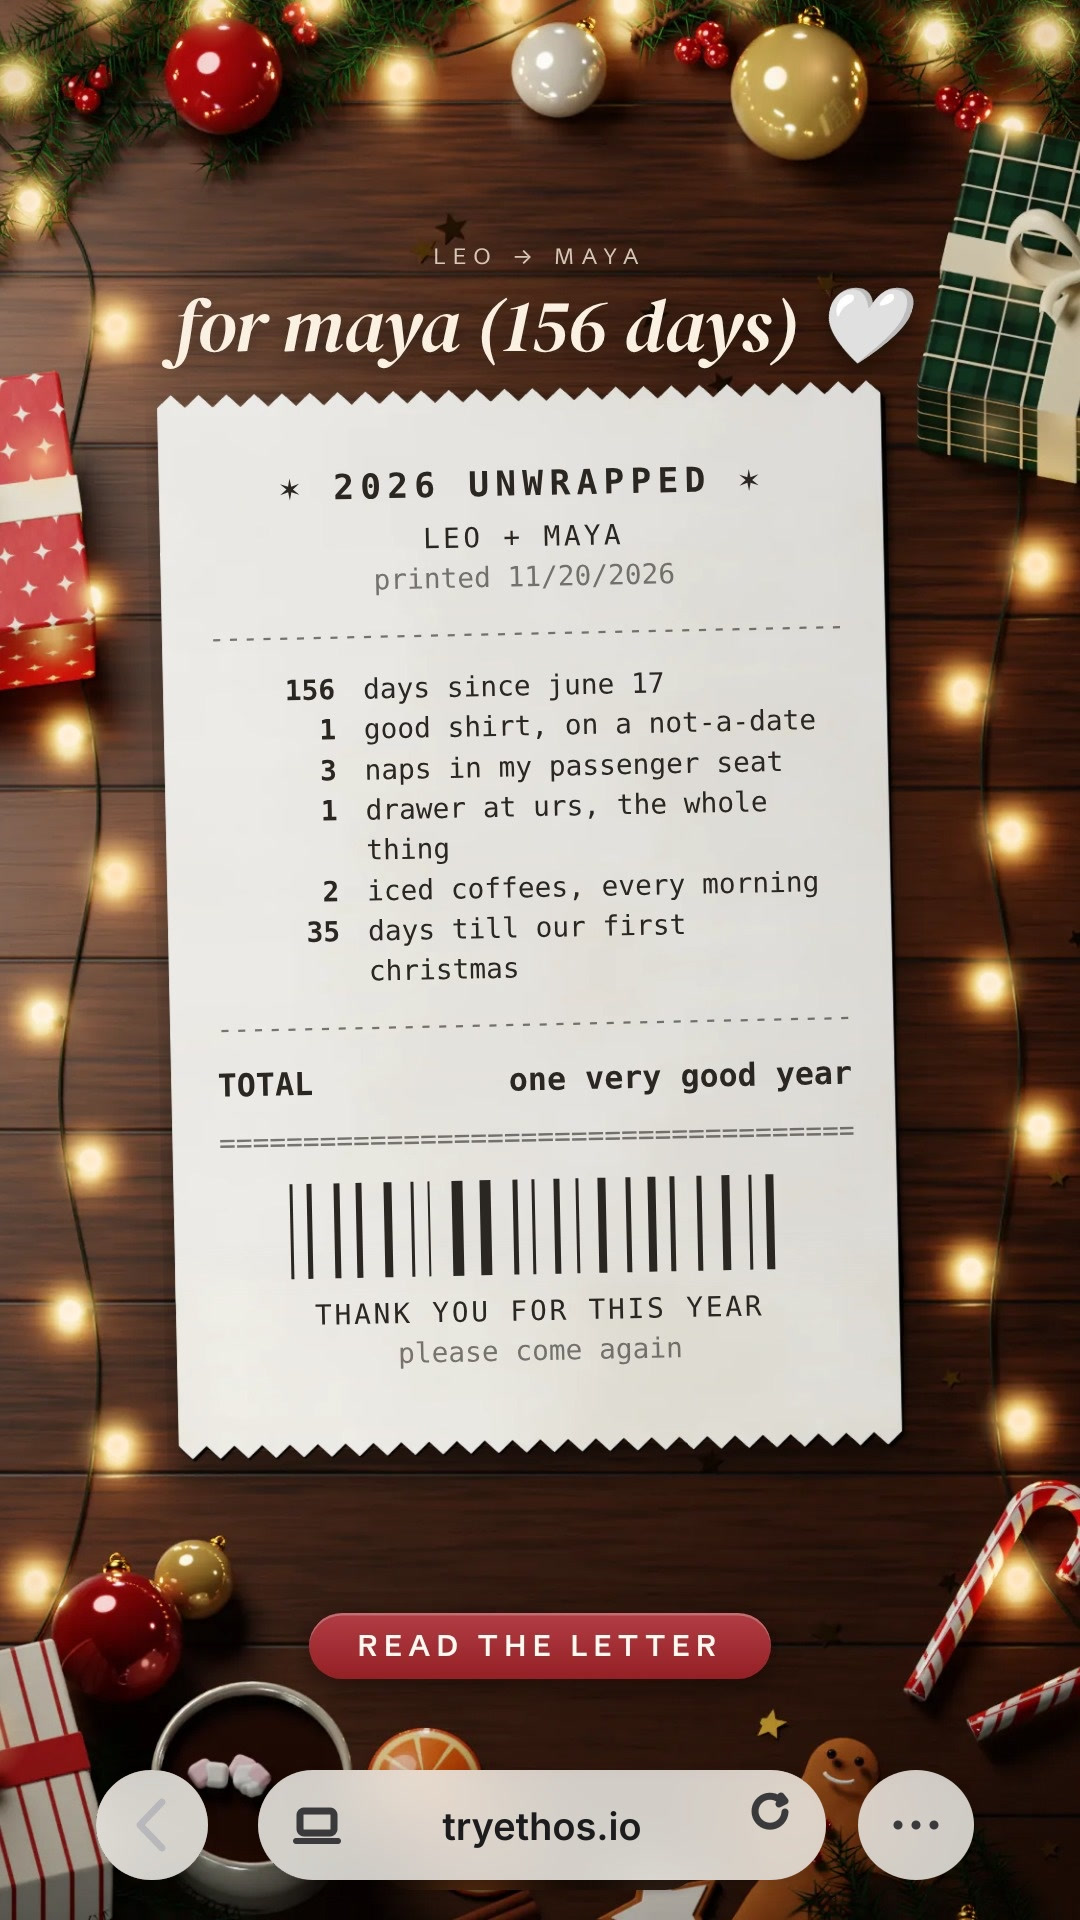 LEO → MAYA
for maya (156 days) 🤍
✶ 2026 UNWRAPPED ✶
LEO + MAYA
printed 11/20/2026
156 days since june 17
1 good shirt, on a not-a-date
3 naps in my passenger seat
1 drawer at urs, the whole
thing
2 iced coffees, every morning
35 days till our first
christmas
TOTAL one very good year
THANK YOU FOR THIS YEAR
please come again
READ THE LETTER
tryethos.io